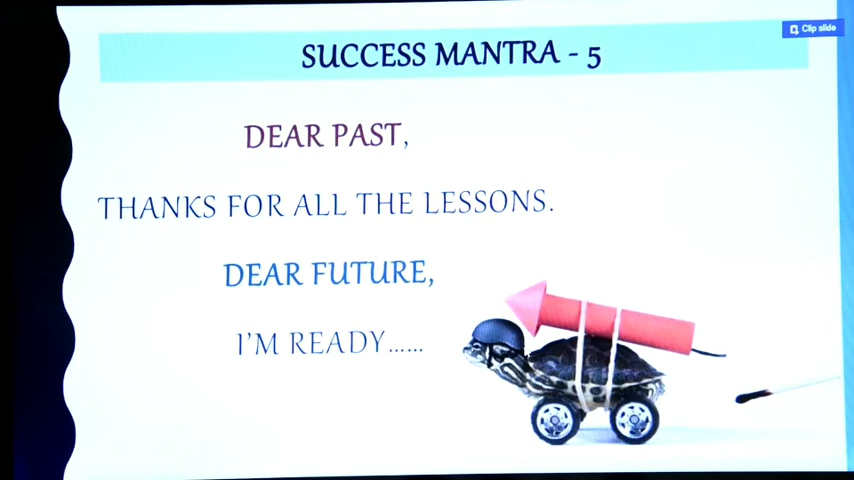 SUCCESS MANTRA - 5
Clip slide
DEAR PAST,
THANKS FOR ALL THE LESSONS.
DEAR FUTURE,
I'M READY......